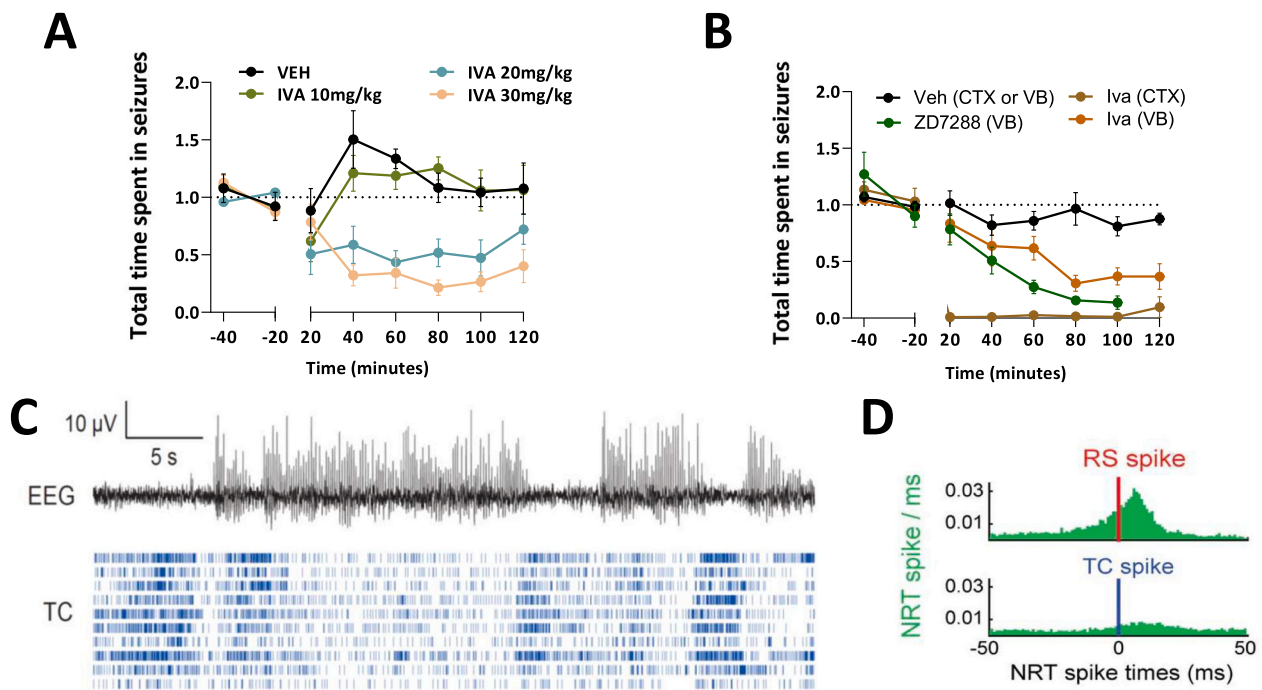 A
Total time spent in seizures
VEH
IVA 10mg/kg
IVA 20mg/kg
IVA 30mg/kg
2.0
1.5
1.0
0.5
0.0
-40 -20 20 40 60 80 100 120
Time (minutes)
B
Total time spent in seizures
Veh (CTX or VB)
ZD7288 (VB)
Iva (CTX)
Iva (VB)
2.0
1.5
1.0
0.5
0.0
-40 -20 20 40 60 80 100 120
Time (minutes)
C
10 µV
5 s
EEG
TC
D
NRT spike / ms
RS spike
0.03
0.01
TC spike
0.03
0.01
-50 0 50
NRT spike times (ms)